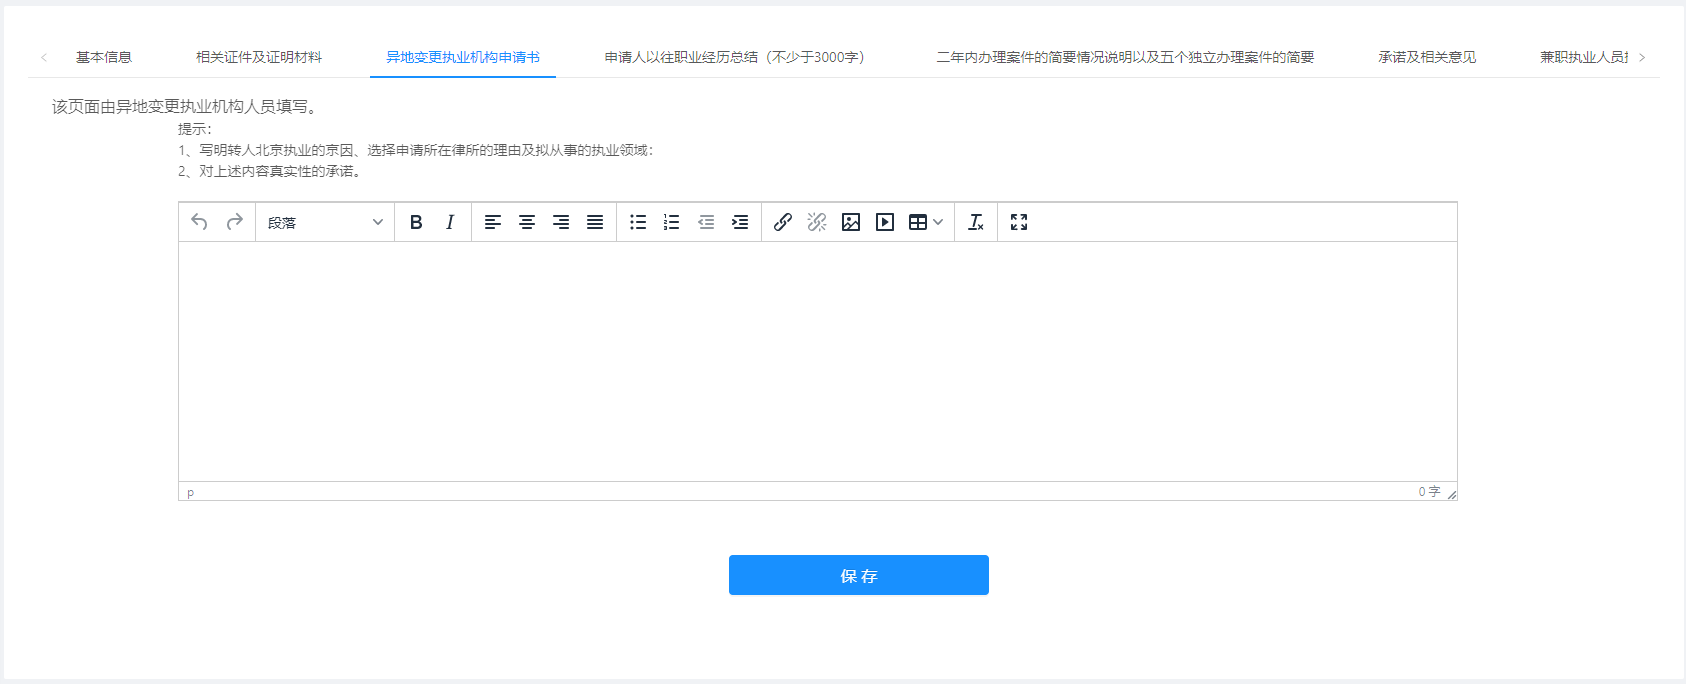 基本信息 相关证件及证明材料 异地变更执业机构申请书 申请人以往职业经历总结（不少于3000字） 二年内办理案件的简要情况说明以及五个独立办理案件的简要 承诺及相关意见 兼职执业人员
该页面由异地变更执业机构人员填写。
提示：
1、写明转人北京执业的京因、选择申请所在律所的理由及拟从事的执业领域：
2、对上述内容真实性的承诺。
段落 B I
p 0 字
保 存